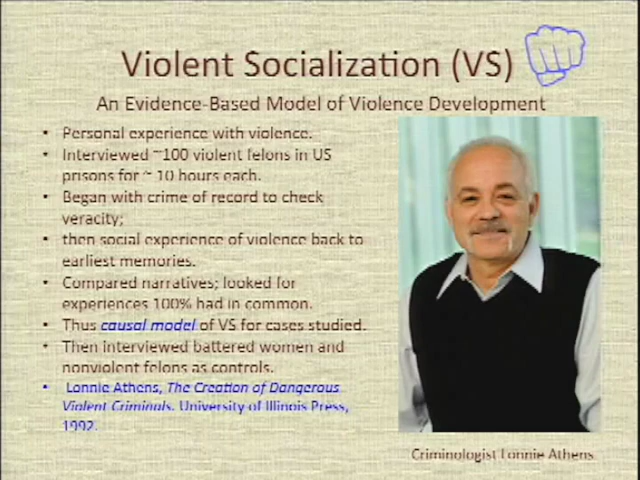 Violent Socialization (VS)
An Evidence-Based Model of Violence Development
• Personal experience with violence.
• Interviewed ~100 violent felons in US
prisons for ~ 10 hours each.
• Began with crime of record to check
veracity;
• then social experience of violence back to
earliest memories.
• Compared narratives; looked for
experiences 100% had in common.
• Thus causal model of VS for cases studied.
• Then interviewed battered women and
nonviolent felons as controls.
• Lonnie Athens, The Creation of Dangerous
Violent Criminals. University of Illinois Press,
1992.
Criminologist Lonnie Athens